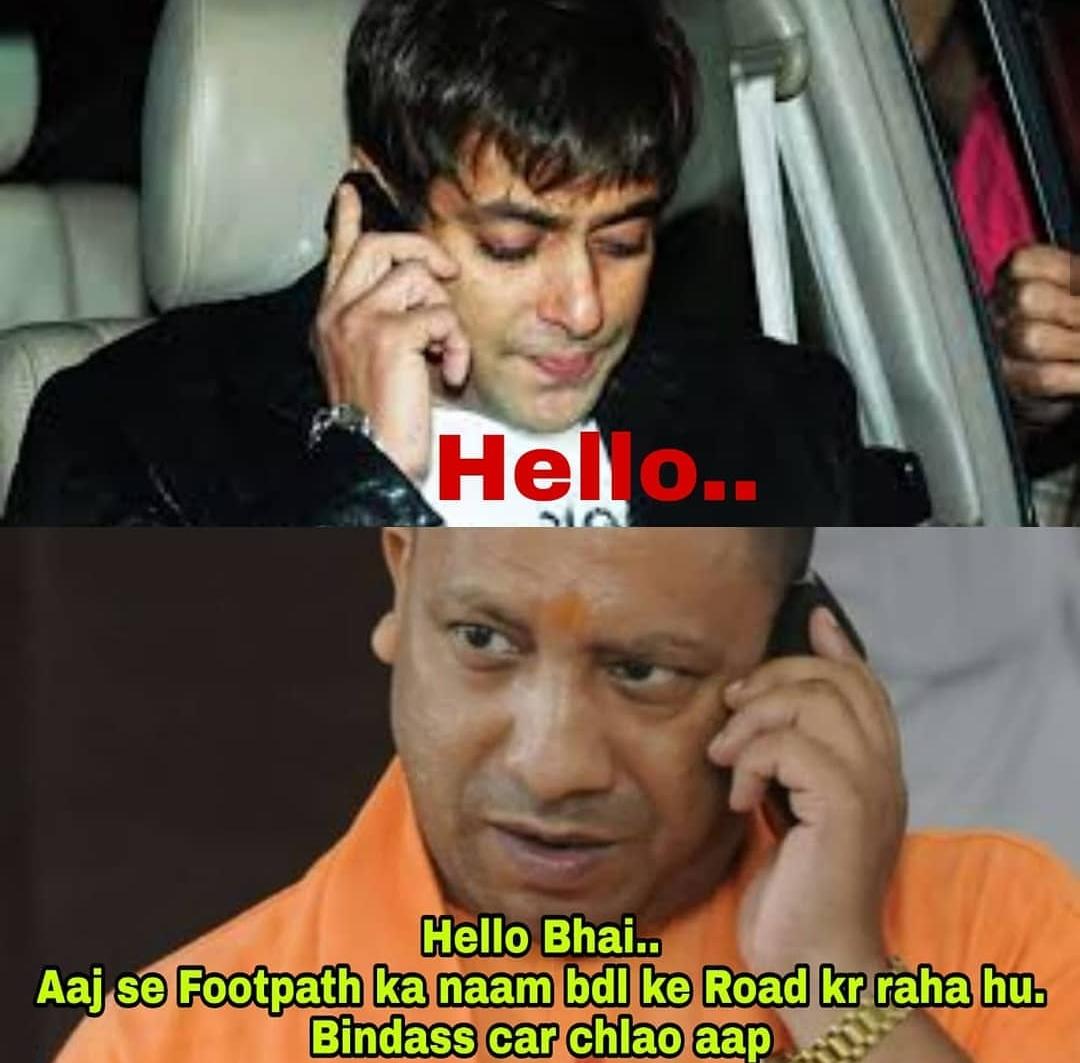 Hello..
Hello Bhai..
Aaj se Footpath ka naam bdl ke Road kr raha hu.
Bindass car chlao aap